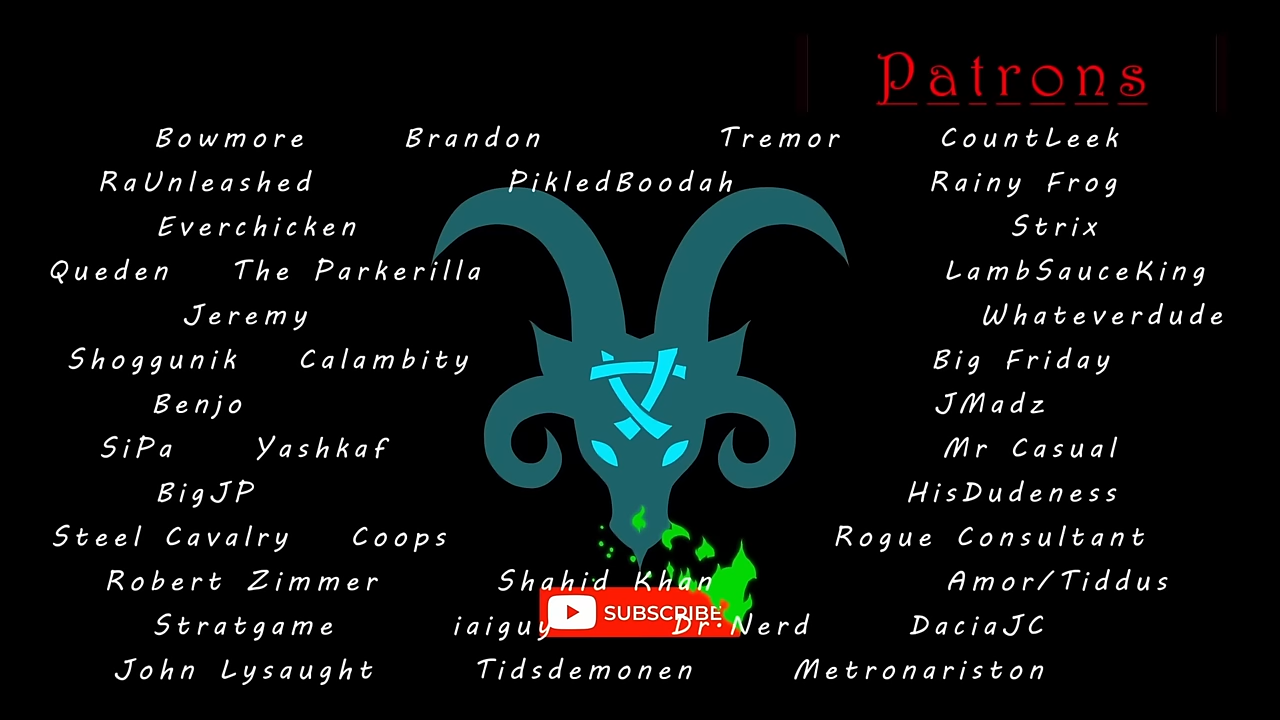 Patrons
Bowmore Brandon Tremor CountLeek
RaUnleashed PikledBoodah Rainy Frog
Everchicken Strix
Queden The Parkerilla LambSauceKing
Jeremy Whateverdude
Shoggunik Calambity Big Friday
Benjo JMadz
SiPa Yashkaf Mr Casual
BigJP HisDudeness
Steel Cavalry Coops Rogue Consultant
Robert Zimmer Shahid Khan Amor/Tiddus
SUBSCRIBE
Stratgame iaiguy Dr.Nerd DaciaJC
John Lysaught Tidsdemonen Metronariston